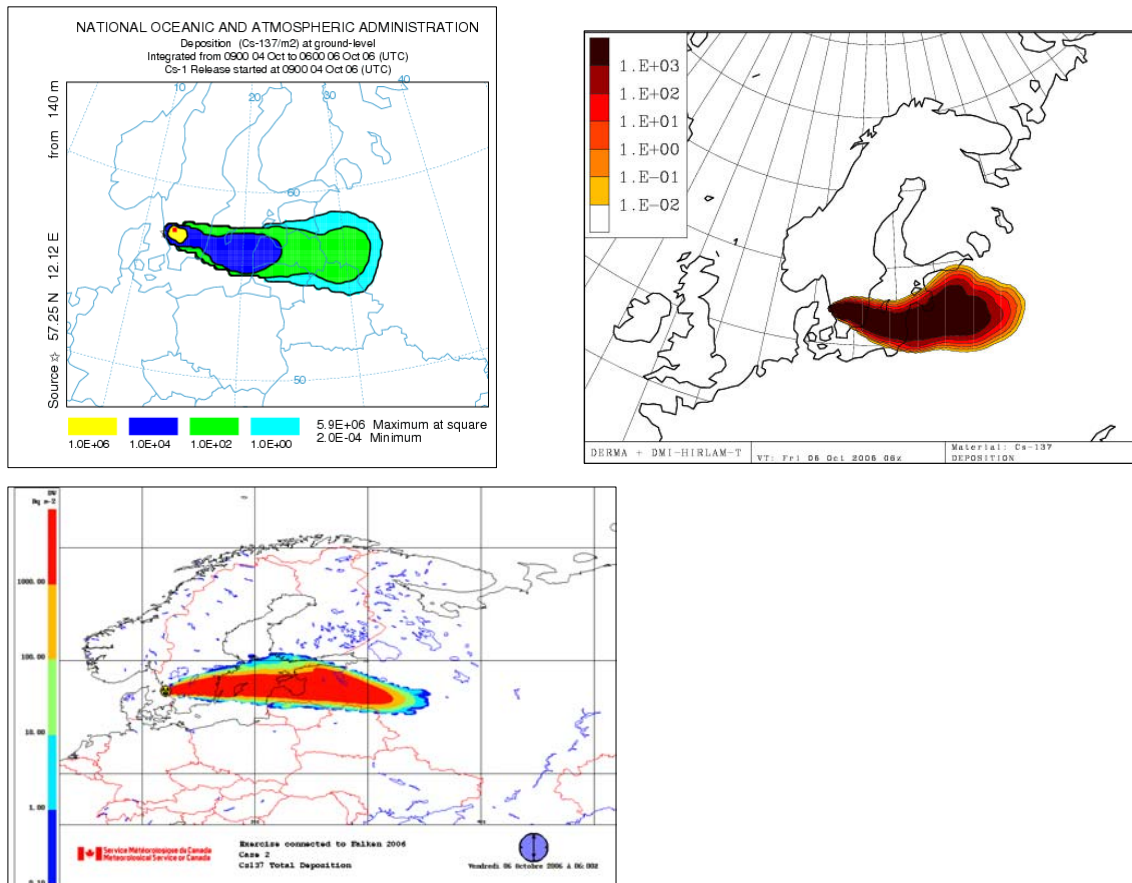 NATIONAL OCEANIC AND ATMOSPHERIC ADMINISTRATION
Deposition (Cs-137/m2) at ground-level
Integrated from 0900 04 Oct to 0600 06 Oct 06 (UTC)
Cs-1 Release started at 0900 04 Oct 06 (UTC)
Source ☆ 57.25 N 12.12 E from 140 m
10
20
30
40
60
50
1.0E+06 1.0E+04 1.0E+02 1.0E+00
5.9E+06 Maximum at square
2.0E-04 Minimum
1.E+03
1.E+02
1.E+01
1.E+00
1.E-01
1.E-02
1
DERMA + DMI-HIRLAM-T
VT: Fri 06 Oct 2006 06z
Material: Cs-137
DEPOSITION
Bq m-2
1000.00
100.00
10.00
1.00
0.10
Service Météorologique du Canada
Meteorological Service of Canada
Exercise connected to Falken 2006
Case 2
Cs137 Total Deposition
Vendredi 06 Octobre 2006 à 06:00Z